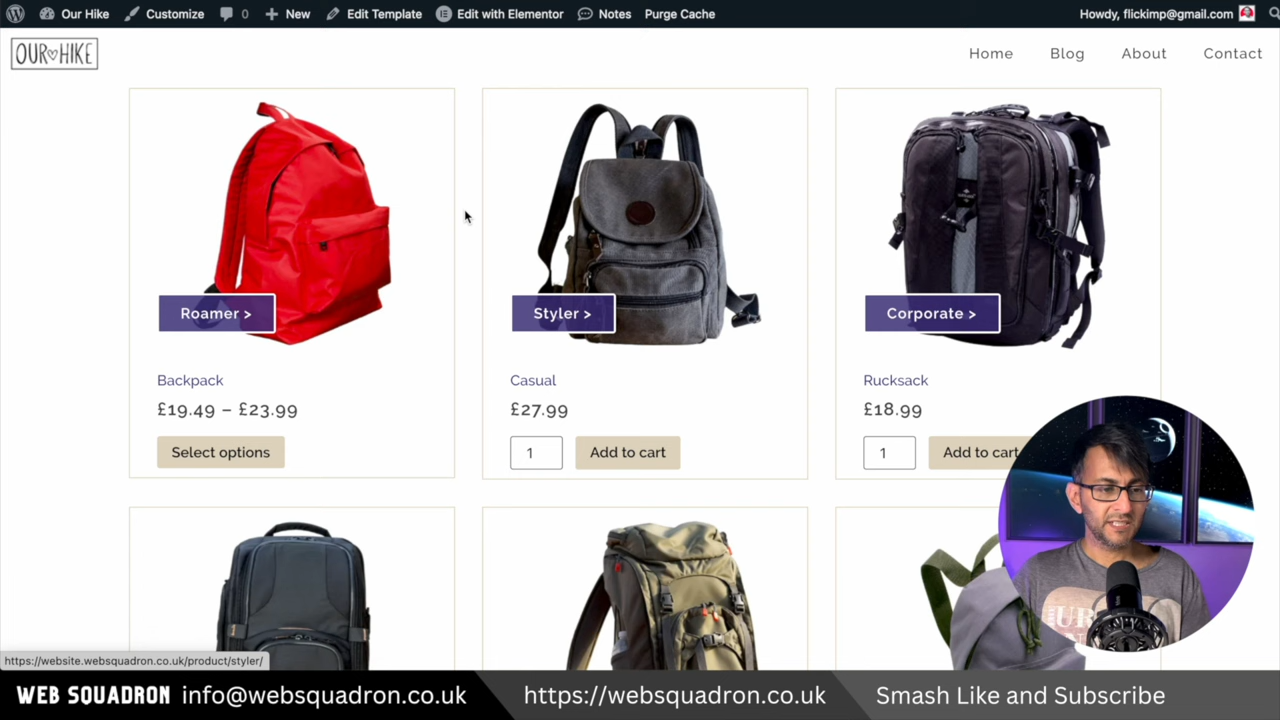 Our Hike Customize 0 New Edit Template Edit with Elementor Notes Purge Cache Howdy, flickimp@gmail.com
OUR HIKE Home Blog About Contact
Roamer > Styler > Corporate >
Backpack Casual Rucksack
£19.49 – £23.99 £27.99 £18.99
Select options 1 Add to cart 1 Add to cart
https://website.websquadron.co.uk/product/styler/
WEB SQUADRON info@websquadron.co.uk https://websquadron.co.uk Smash Like and Subscribe